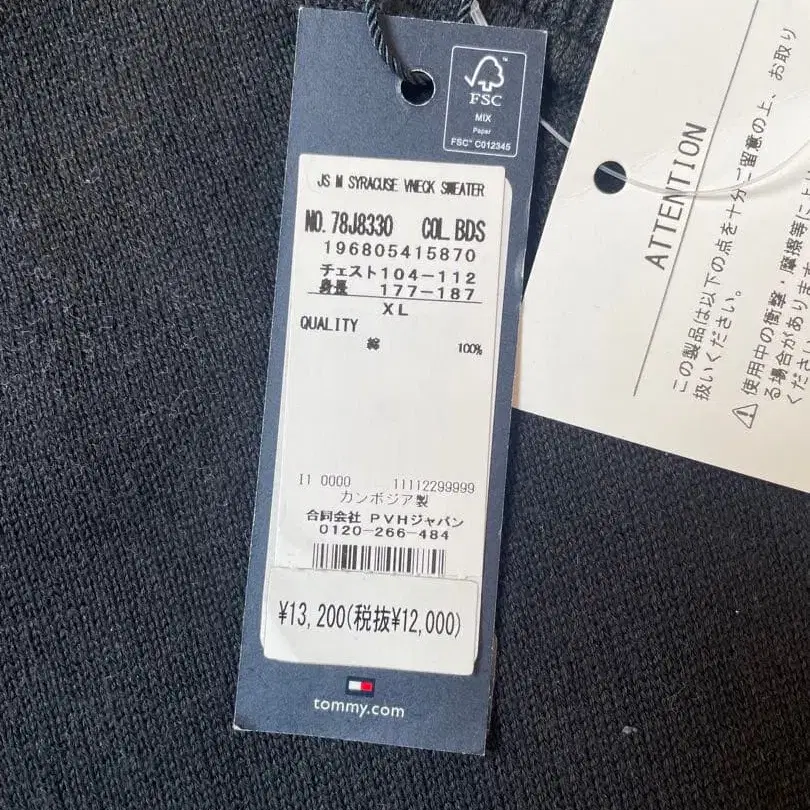 FSC
MIX
Paper
FSC® C012345
JS M SYRACUSE VNECK SWEATER
NO. 78J8330 COL. BDS
196805415870
チェスト104-112
身長 177-187
XL
QUALITY
綿 100%
I1 0000 11112299999
カンボジア製
合同会社 PVHジャパン
0120-266-484
¥13,200(税抜¥12,000)
tommy.com
ATTENTION
この製品は以下の点を十分ご留意の上、お取り
扱いください。
使用中の衝撃・摩擦等によ
る場合があります
くださ